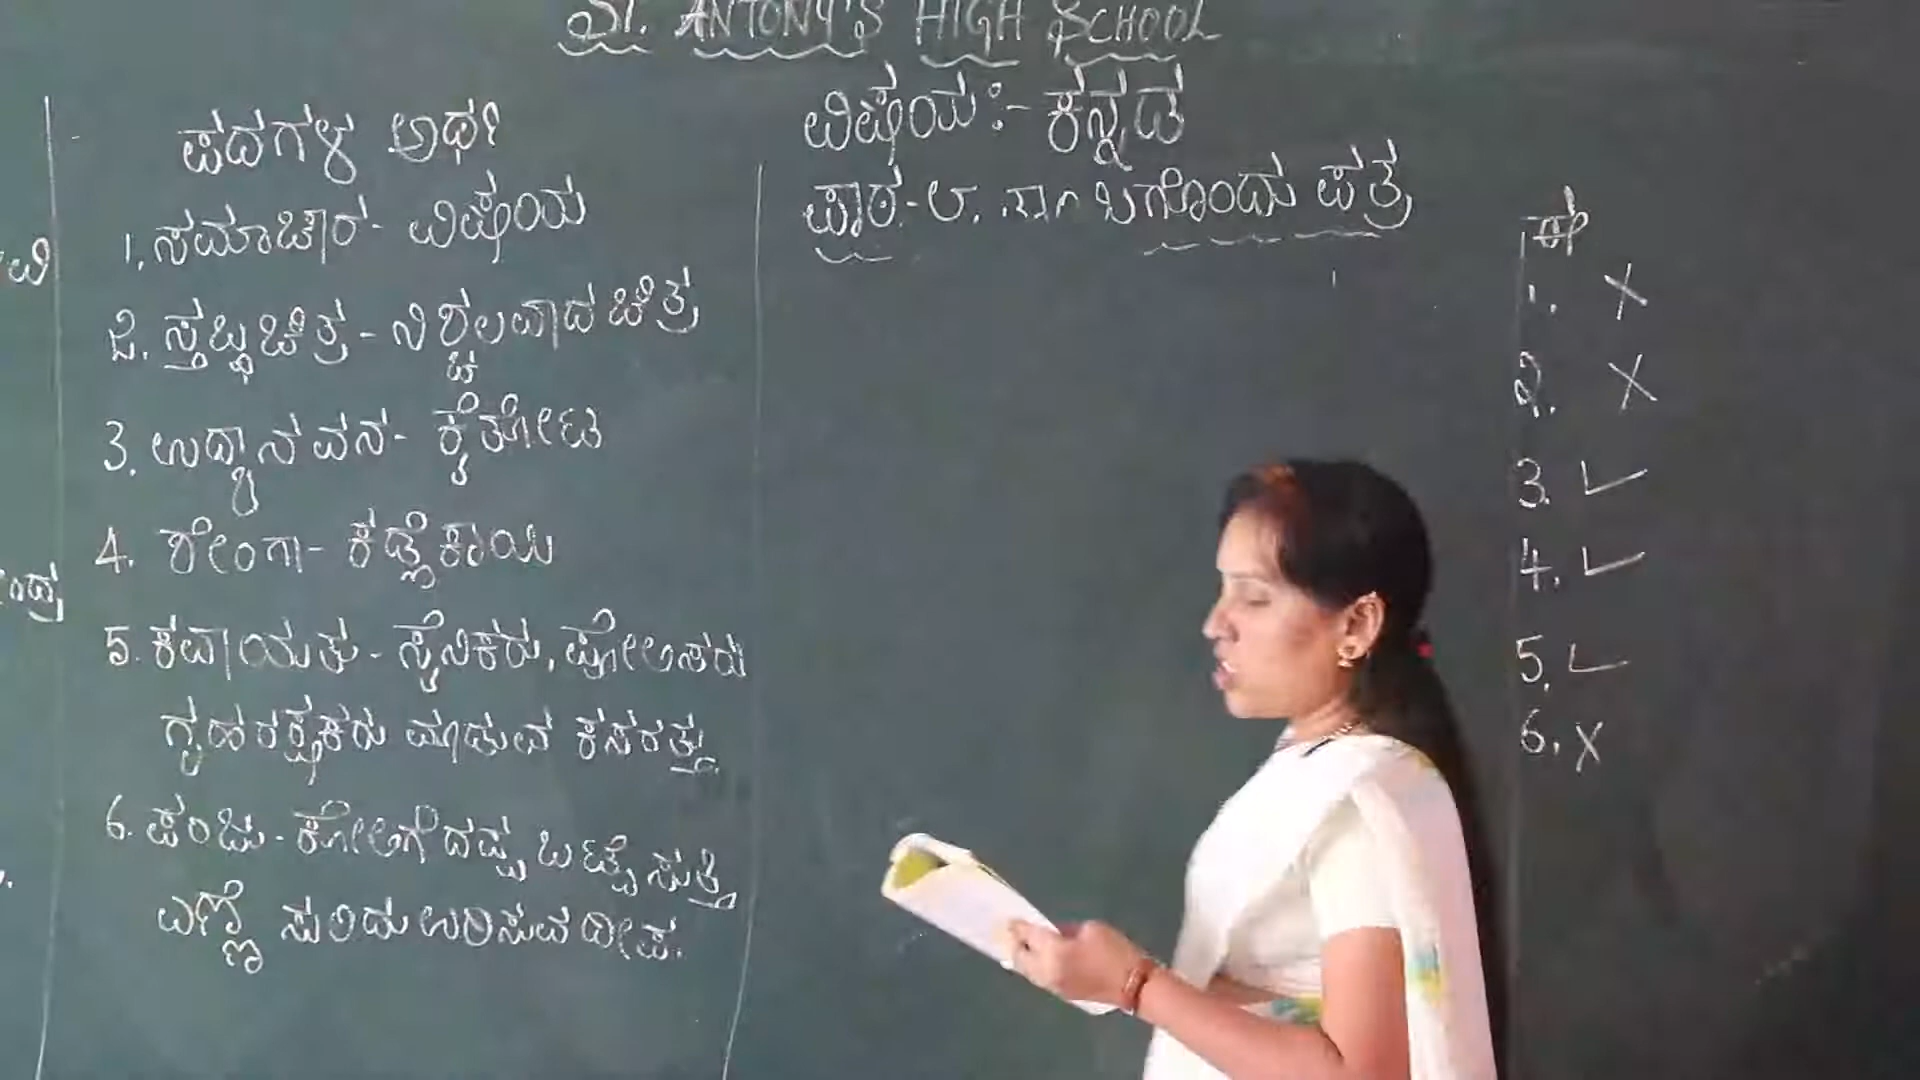 St. ANTONY'S HIGH SCHOOL
ವಿಷಯ:- ಕನ್ನಡ
ಪಾಠ-೮. ನಾಗಿಬಗೊಂದು ಪತ್ರ
ಪದಗಳ ಅರ್ಥ
1. ಸಮಾಚಾರ - ವಿಷಯ
೨. ಸ್ತಬ್ಧಚಿತ್ರ - ನಿಶ್ಚಲವಾದ ಚಿತ್ರ
3. ಉದ್ಯಾನವನ - ಕೈತೋಟ
4. ಶೇಂಗಾ - ಕಡ್ಲೆಕಾಯಿ
5. ಕವಾಯತು - ಸೈನಿಕರು, ಪೋಲಿಸರು
ಗೃಹರಕ್ಷಕರು ಮಾಡುವ ಕಸರತ್ತು.
6. ಪಂಜು - ಕೋಲಿಗೆ ದಪ್ಪ ಬಟ್ಟೆ ಸುತ್ತಿ
ಎಣ್ಣೆ ಸುರಿದು ಉರಿಸುವ ದೀಪ.
1. X
೨. X
3. ✓
4. ✓
5. ✓
6. X